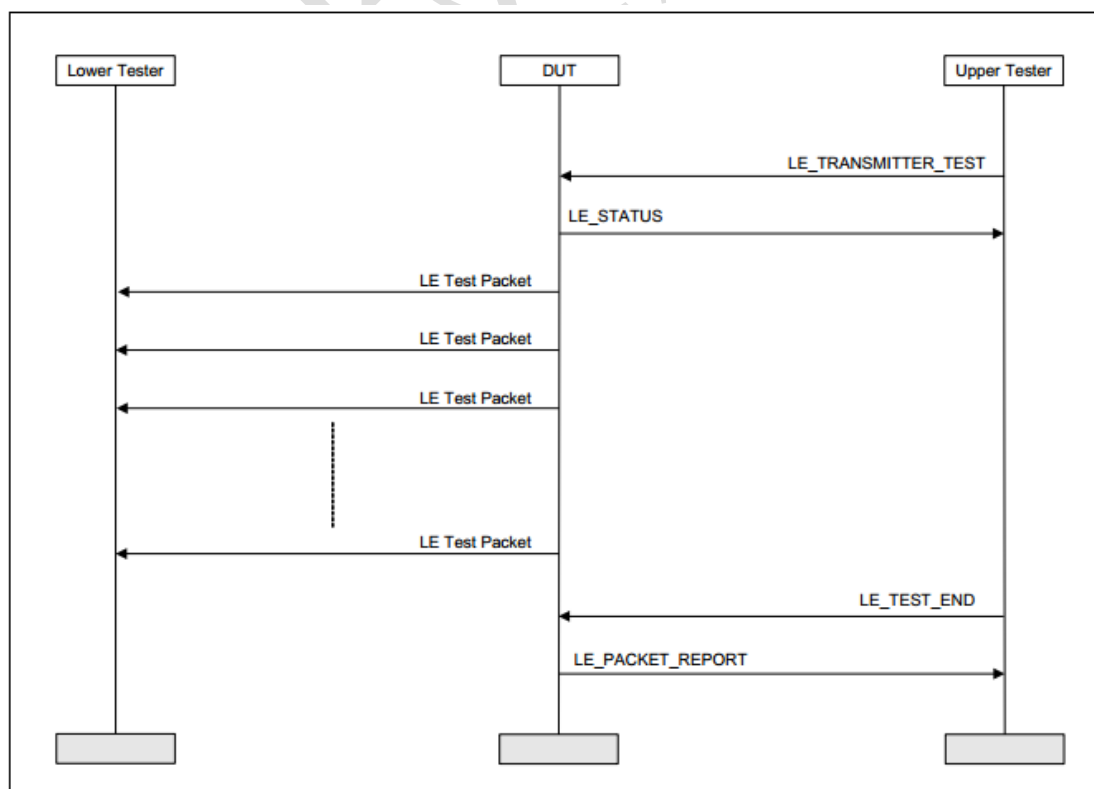 Lower Tester
DUT
Upper Tester
LE_TRANSMITTER_TEST
LE_STATUS
LE Test Packet
LE Test Packet
LE Test Packet
LE Test Packet
LE_TEST_END
LE_PACKET_REPORT